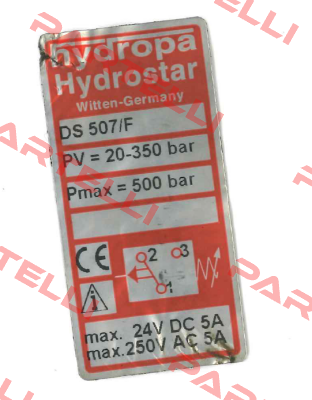 hydropa
Hydrostar
Witten-Germany
DS 507/F
PV = 20-350 bar
Pmax = 500 bar
CE
2
3
1
i
max. 24V DC 5A
max.250V AC 5A
PARTELLI
PARTELLI
PARTELLI